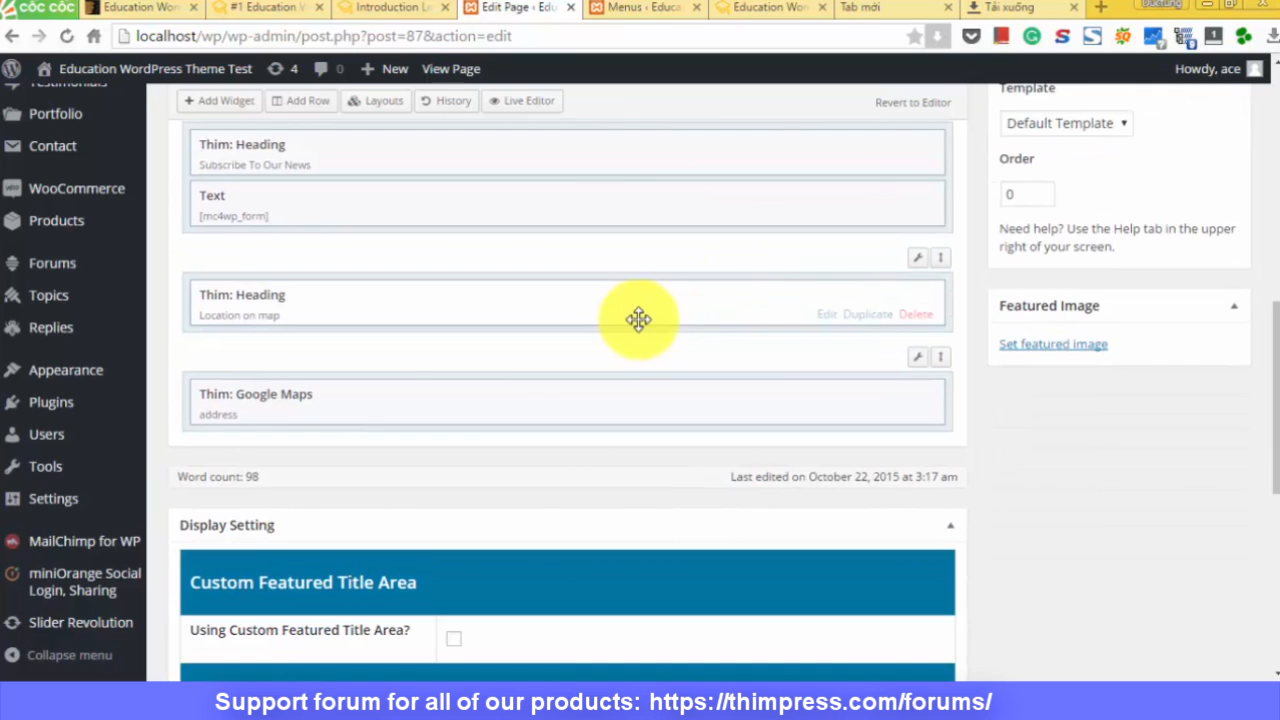 cốc cốc
Education Wor
#1 Education V
Introduction Le
Edit Page ‹ Edu
Menus ‹ Educa
Education Wor
Tab mới
Tải xuống
localhost/wp/wp-admin/post.php?post=87&action=edit
Education WordPress Theme Test
4
0
New
View Page
Howdy, ace
Testimonials
Portfolio
Contact
WooCommerce
Products
Forums
Topics
Replies
Appearance
Plugins
Users
Tools
Settings
MailChimp for WP
miniOrange Social
Login, Sharing
Slider Revolution
Collapse menu
Add Widget
Add Row
Layouts
History
Live Editor
Revert to Editor
Thim: Heading
Subscribe To Our News
Text
[mc4wp_form]
Thim: Heading
Location on map
Edit Duplicate Delete
Thim: Google Maps
address
Word count: 98
Last edited on October 22, 2015 at 3:17 am
Display Setting
Custom Featured Title Area
Using Custom Featured Title Area?
Template
Default Template
Order
0
Need help? Use the Help tab in the upper
right of your screen.
Featured Image
Set featured image
Support forum for all of our products: https://thimpress.com/forums/